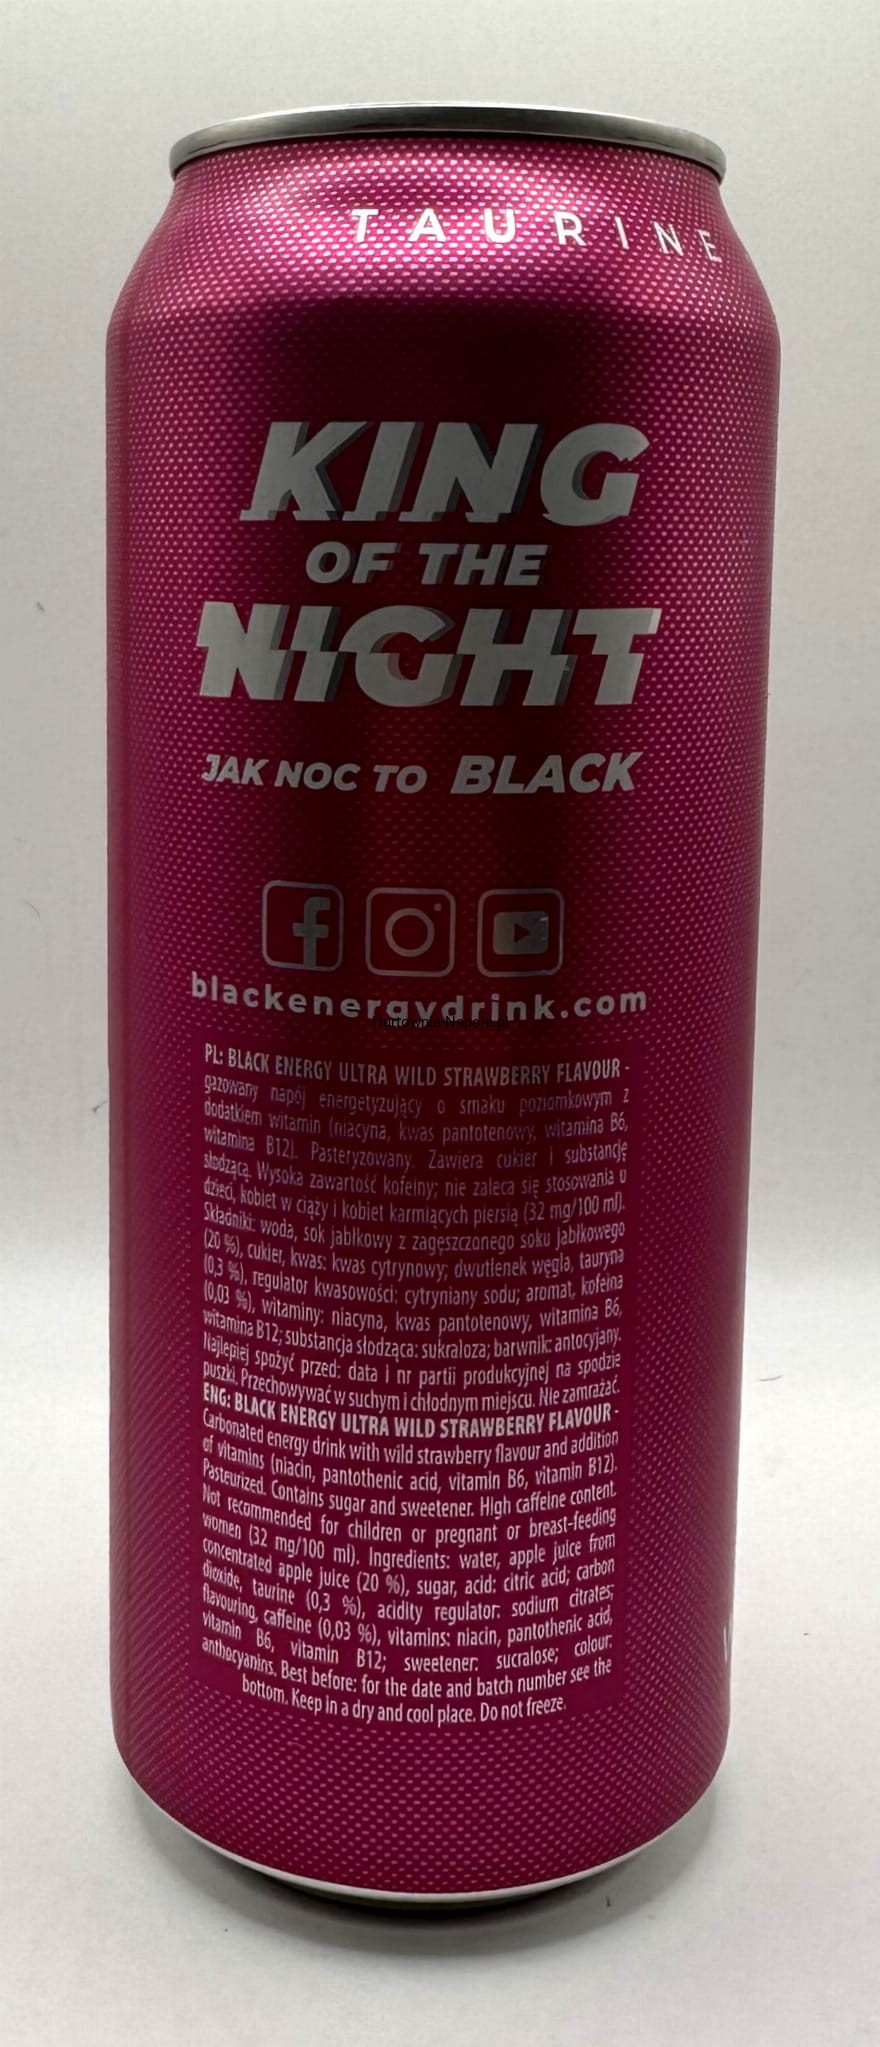 TAURINE
KING
OF THE
NIGHT
JAK NOC TO BLACK
blackenergydrink.com
Hurtownia Napoje.pl
PL: BLACK ENERGY ULTRA WILD STRAWBERRY FLAVOUR -
gazowany napój energetyzujący o smaku poziomkowym z
dodatkiem witamin (niacyna, kwas pantotenowy, witamina B6,
witamina B12). Pasteryzowany. Zawiera cukier i substancję
słodzącą. Wysoka zawartość kofeiny; nie zaleca się stosowania u
dzieci, kobiet w ciąży i kobiet karmiących piersią (32 mg/100 ml).
Składniki: woda, sok jabłkowy z zagęszczonego soku jabłkowego
(20 %), cukier, kwas: kwas cytrynowy; dwutlenek węgla, tauryna
(0,3 %), regulator kwasowości: cytryniany sodu; aromat, kofeina
(0,03 %), witaminy: niacyna, kwas pantotenowy, witamina B6,
witamina B12; substancja słodząca: sukraloza; barwnik: antocyjany.
Najlepiej spożyć przed: data i nr partii produkcyjnej na spodzie
puszki. Przechowywać w suchym i chłodnym miejscu. Nie zamrażać.
ENG: BLACK ENERGY ULTRA WILD STRAWBERRY FLAVOUR -
Carbonated energy drink with wild strawberry flavour and addition
of vitamins (niacin, pantothenic acid, vitamin B6, vitamin B12).
Pasteurized. Contains sugar and sweetener. High caffeine content.
Not recommended for children or pregnant or breast-feeding
women (32 mg/100 ml). Ingredients: water, apple juice from
concentrated apple juice (20 %), sugar, acid: citric acid; carbon
dioxide, taurine (0,3 %), acidity regulator: sodium citrates;
flavouring, caffeine (0,03 %), vitamins: niacin, pantothenic acid,
vitamin B6, vitamin B12; sweetener: sucralose; colour:
anthocyanins. Best before: for the date and batch number see the
bottom. Keep in a dry and cool place. Do not freeze.